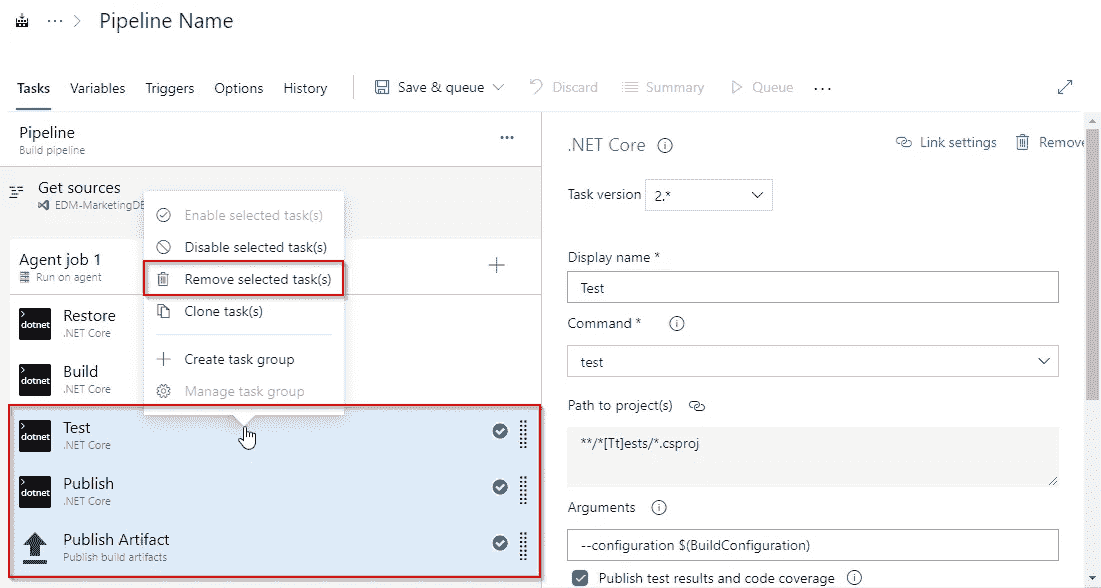 Pipeline Name
Tasks Variables Triggers Options History Save & queue Discard Summary Queue ...
Pipeline
Build pipeline
Get sources
EDM-MarketingDE
Agent job 1
Run on agent
Restore
.NET Core
Build
.NET Core
Test
.NET Core
Publish
.NET Core
Publish Artifact
Publish build artifacts
dotnet
dotnet
dotnet
dotnet
Enable selected task(s)
Disable selected task(s)
Remove selected task(s)
Clone task(s)
Create task group
Manage task group
.NET Core
Link settings Remove
Task version 2.*
Display name *
Test
Command *
test
Path to project(s)
**/*[Tt]ests/*.csproj
Arguments
--configuration $(BuildConfiguration)
Publish test results and code coverage